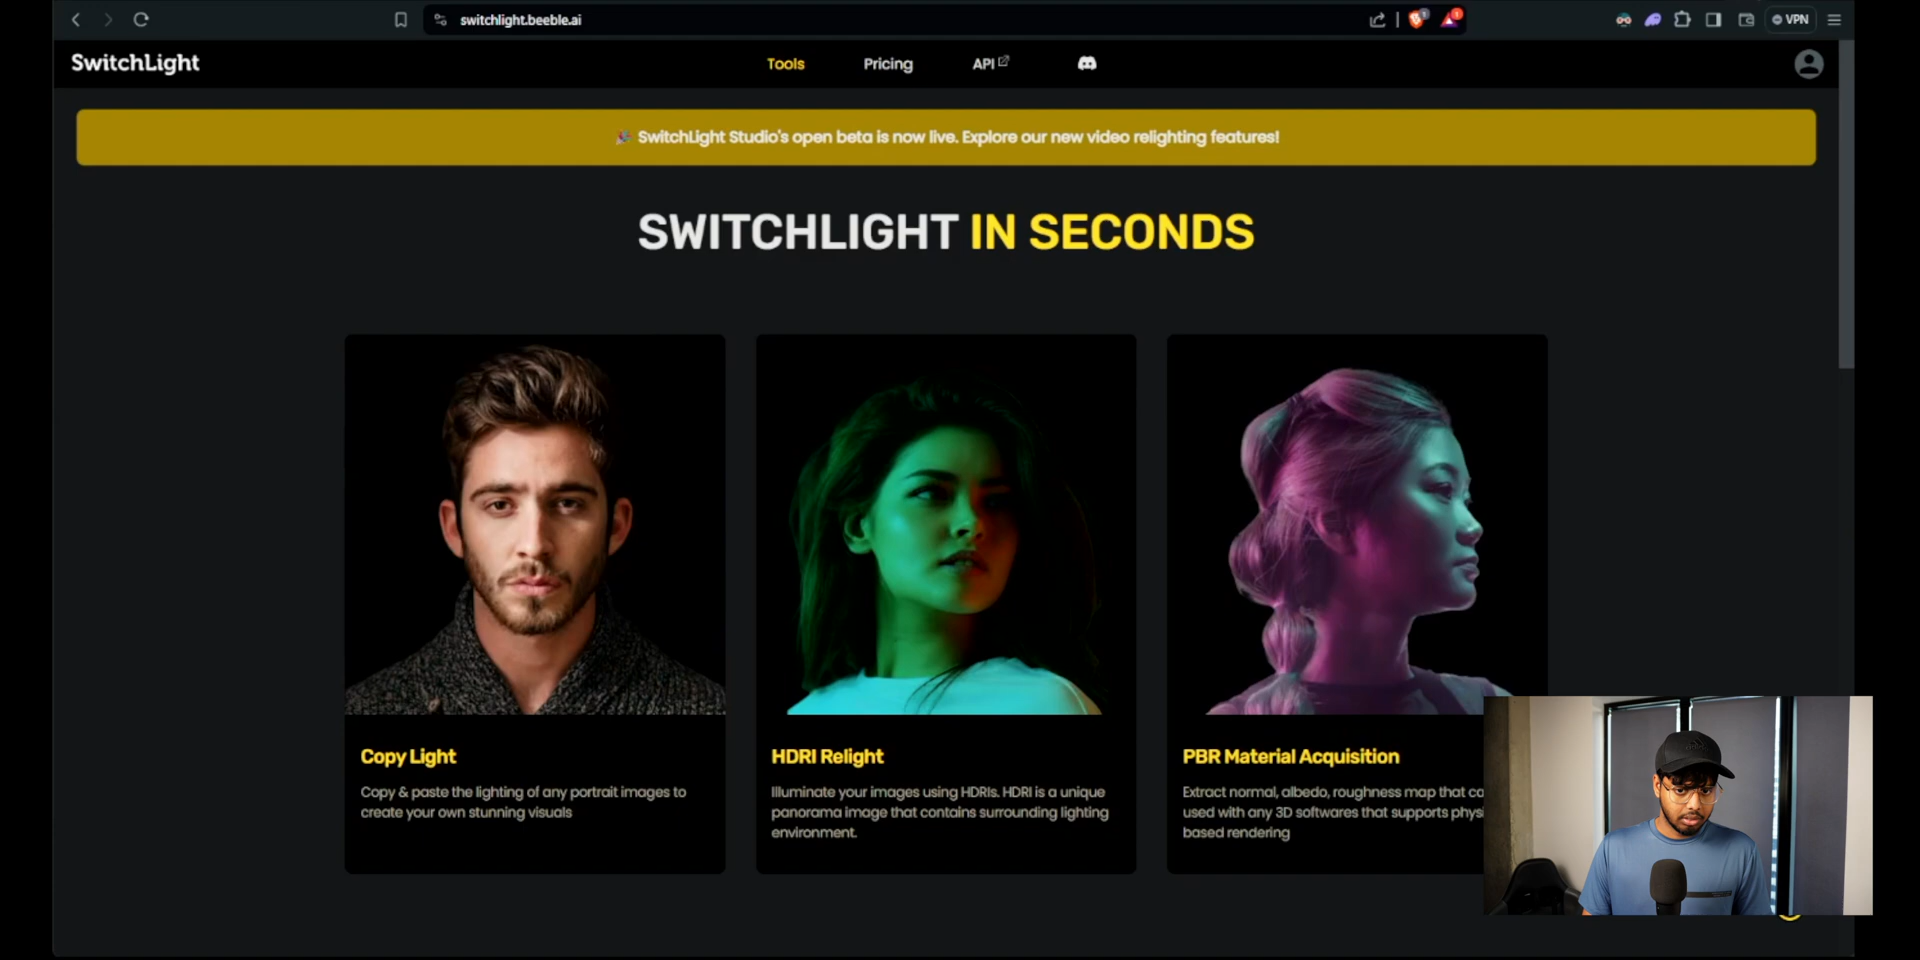 switchlight.beeble.ai
VPN
SwitchLight
Tools
Pricing
API
🎉 SwitchLight Studio's open beta is now live. Explore our new video relighting features!
SWITCHLIGHT IN SECONDS
Copy Light
Copy & paste the lighting of any portrait images to
create your own stunning visuals
HDRI Relight
Illuminate your images using HDRIs. HDRI is a unique
panorama image that contains surrounding lighting
environment.
PBR Material Acquisition
Extract normal, albedo, roughness map that ca
used with any 3D softwares that supports physi
based rendering